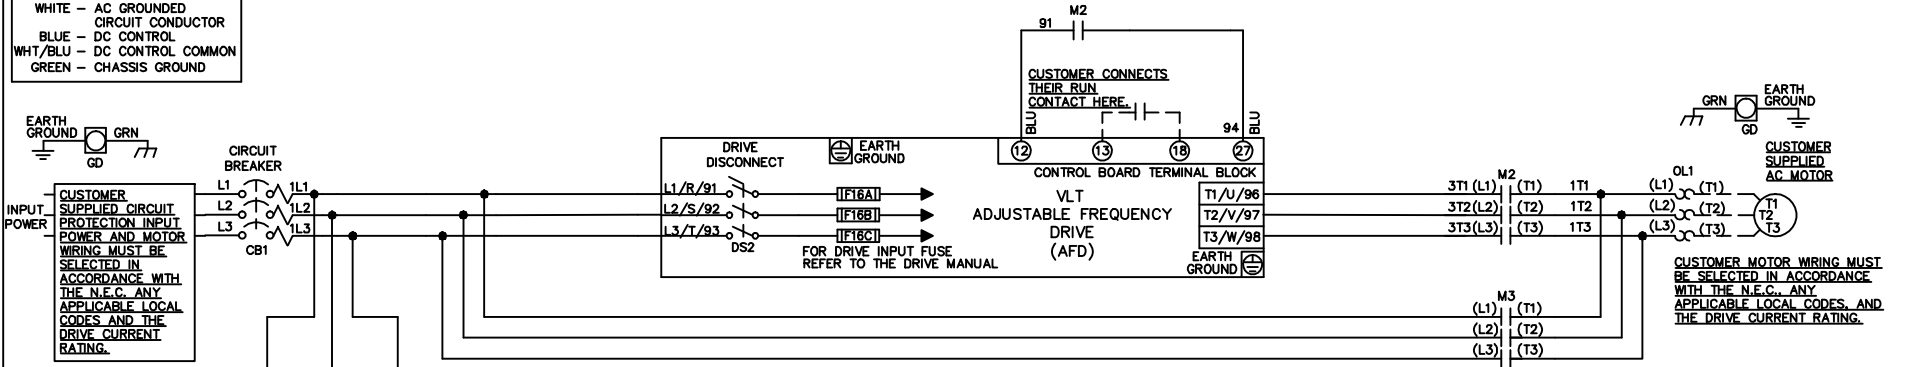 WHITE – AC GROUNDED
CIRCUIT CONDUCTOR
BLUE – DC CONTROL
WHT/BLU – DC CONTROL COMMON
GREEN – CHASSIS GROUND
EARTH
GROUND
GRN
GD
INPUT
POWER
CUSTOMER
SUPPLIED CIRCUIT
PROTECTION INPUT
POWER AND MOTOR
WIRING MUST BE
SELECTED IN
ACCORDANCE WITH
THE N.E.C. ANY
APPLICABLE LOCAL
CODES AND THE
DRIVE CURRENT
RATING.
CIRCUIT
BREAKER
L1
1L1
L2
1L2
L3
1L3
CB1
DRIVE
DISCONNECT
L1/R/91
L2/S/92
L3/T/93
DS2
EARTH
GROUND
F16A
F16B
F16C
FOR DRIVE INPUT FUSE
REFER TO THE DRIVE MANUAL
M2
91
CUSTOMER CONNECTS
THEIR RUN
CONTACT HERE.
BLU
94
BLU
12
13
18
27
CONTROL BOARD TERMINAL BLOCK
VLT
ADJUSTABLE FREQUENCY
DRIVE
(AFD)
T1/U/96
T2/V/97
T3/W/98
EARTH
GROUND
M2
3T1 (L1) (T1) 1T1
3T2(L2) (T2) 1T2
3T3(L3) (T3) 1T3
M3
(L1) (T1)
(L2) (T2)
(L3) (T3)
GRN
EARTH
GROUND
GD
CUSTOMER
SUPPLIED
AC MOTOR
OL1
(L1) (T1)
(L2) (T2)
(L3) (T3)
T1
T2
T3
CUSTOMER MOTOR WIRING MUST
BE SELECTED IN ACCORDANCE
WITH THE N.E.C., ANY
APPLICABLE LOCAL CODES, AND
THE DRIVE CURRENT RATING.